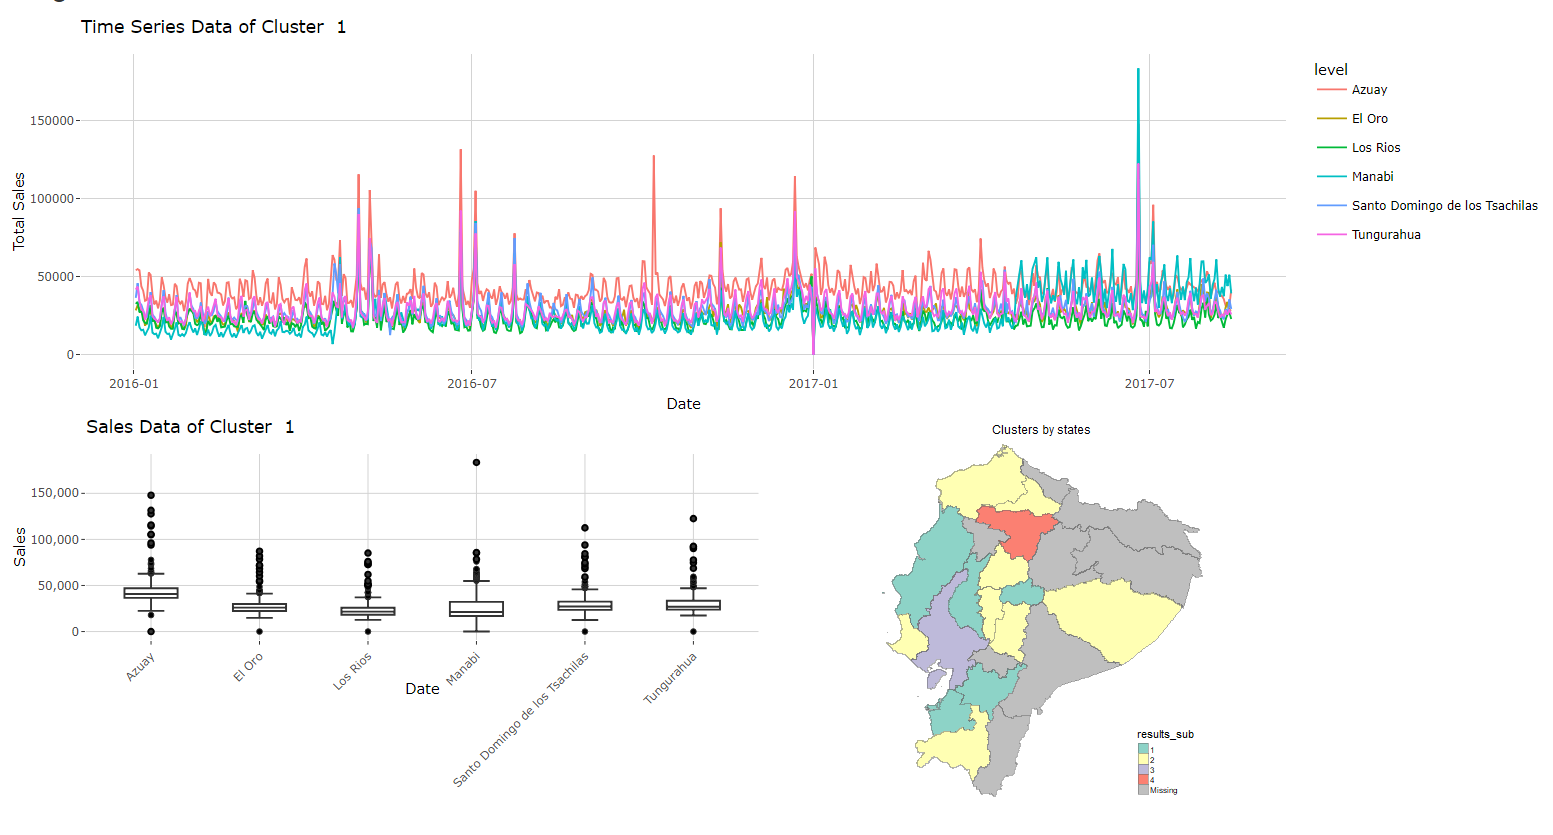 Time Series Data of Cluster 1
level
Azuay
El Oro
Los Rios
Manabi
Santo Domingo de los Tsachilas
Tungurahua
Total Sales
150000
100000
50000
0
2016-01
2016-07
2017-01
2017-07
Date
Sales Data of Cluster 1
Sales
150,000
100,000
50,000
0
Azuay
El Oro
Los Rios
Manabi
Santo Domingo de los Tsachilas
Tungurahua
Date
Clusters by states
results_sub
1
2
3
4
Missing